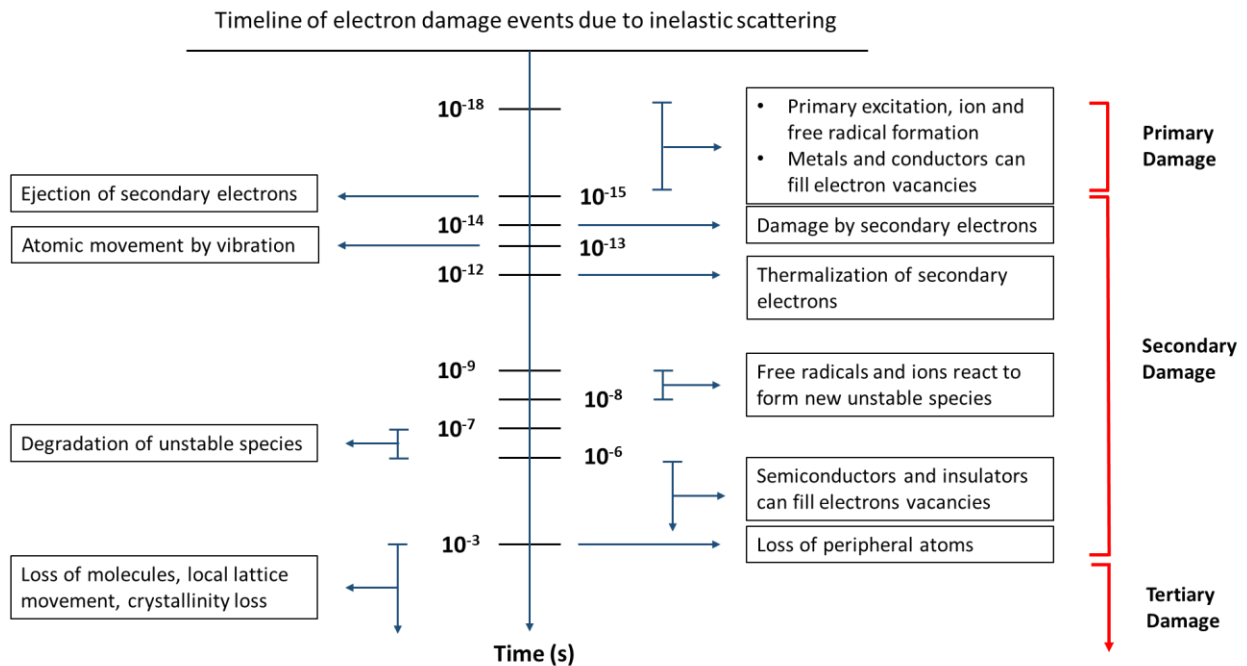 Timeline of electron damage events due to inelastic scattering
10-18
• Primary excitation, ion and
free radical formation
• Metals and conductors can
fill electron vacancies
Primary
Damage
Ejection of secondary electrons
10-15
10-14
Damage by secondary electrons
Atomic movement by vibration
10-13
10-12
Thermalization of secondary
electrons
Secondary
Damage
10-9
Free radicals and ions react to
form new unstable species
10-8
10-7
Degradation of unstable species
10-6
Semiconductors and insulators
can fill electrons vacancies
10-3
Loss of peripheral atoms
Loss of molecules, local lattice
movement, crystallinity loss
Tertiary
Damage
Time (s)